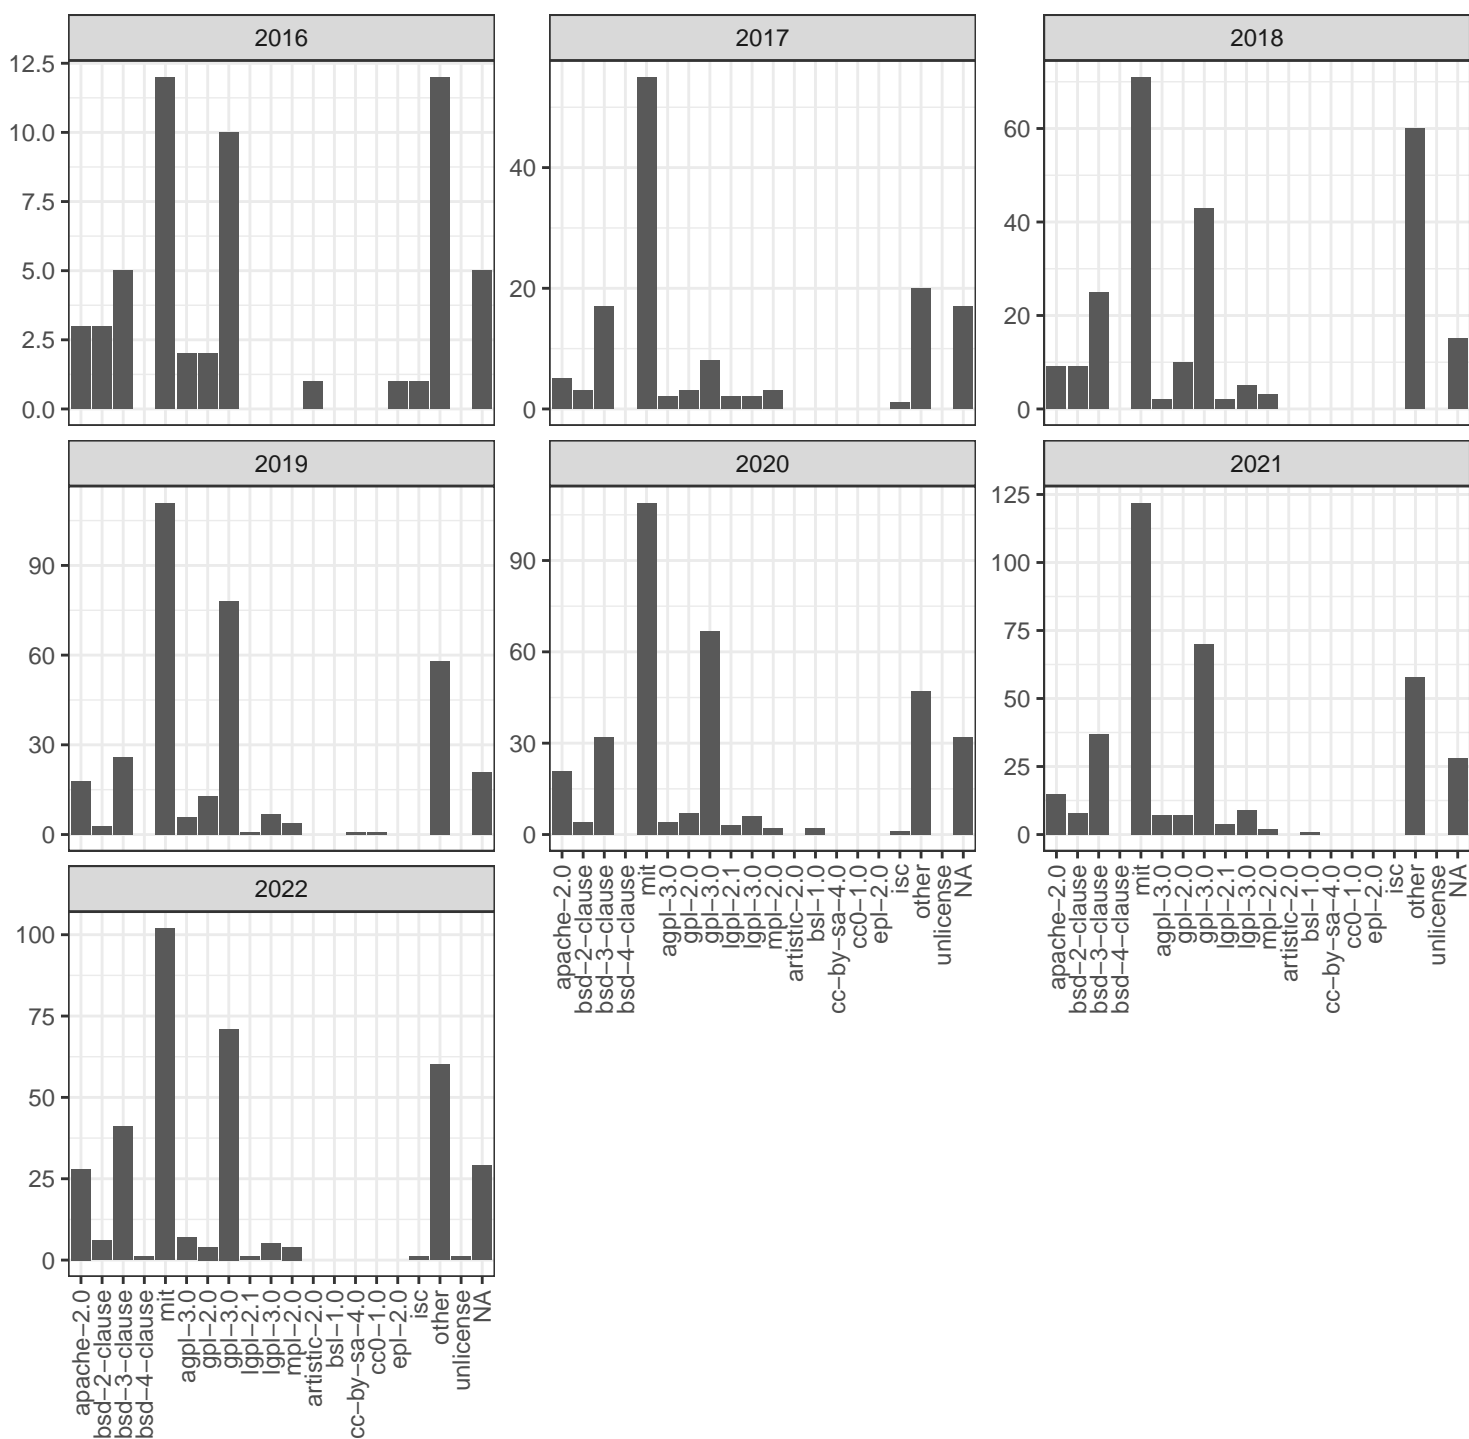 2016
12.5
10.0
7.5
5.0
2.5
0.0
2017
40
20
0
2018
60
40
20
0
2019
90
60
30
0
2020
90
60
30
0
apache−2.0
bsd−2−clause
bsd−3−clause
bsd−4−clause
mit
agpl−3.0
gpl−2.0
gpl−3.0
lgpl−2.1
lgpl−3.0
mpl−2.0
artistic−2.0
bsl−1.0
cc−by−sa−4.0
cc0−1.0
epl−2.0
isc
other
unlicense
NA
2021
125
100
75
50
25
0
apache−2.0
bsd−2−clause
bsd−3−clause
bsd−4−clause
mit
agpl−3.0
gpl−2.0
gpl−3.0
lgpl−2.1
lgpl−3.0
mpl−2.0
artistic−2.0
bsl−1.0
cc−by−sa−4.0
cc0−1.0
epl−2.0
isc
other
unlicense
NA
2022
100
75
50
25
0
apache−2.0
bsd−2−clause
bsd−3−clause
bsd−4−clause
mit
agpl−3.0
gpl−2.0
gpl−3.0
lgpl−2.1
lgpl−3.0
mpl−2.0
artistic−2.0
bsl−1.0
cc−by−sa−4.0
cc0−1.0
epl−2.0
isc
other
unlicense
NA